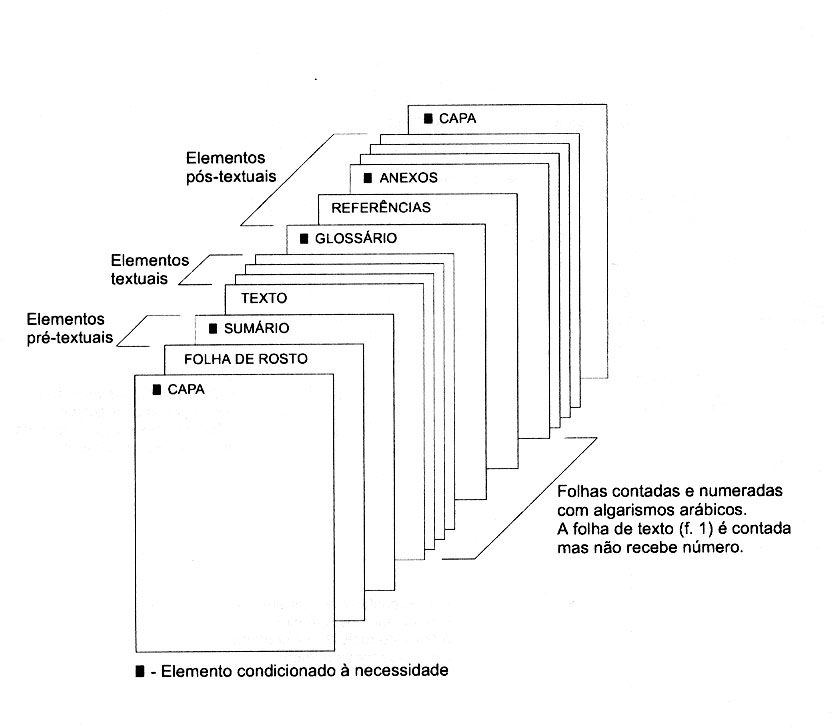 ■ CAPA
Elementos
pós-textuais
■ ANEXOS
REFERÊNCIAS
■ GLOSSÁRIO
Elementos
textuais
TEXTO
Elementos
pré-textuais
■ SUMÁRIO
FOLHA DE ROSTO
■ CAPA
Folhas contadas e numeradas
com algarismos arábicos.
A folha de texto (f. 1) é contada
mas não recebe número.
■ - Elemento condicionado à necessidade